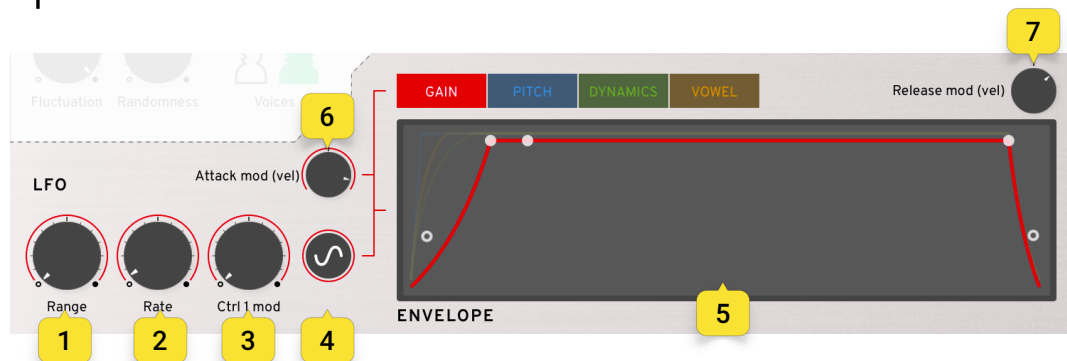 7
GAIN PITCH DYNAMICS VOWEL
Release mod (vel)
Fluctuation Randomness Voices
6
Attack mod (vel)
LFO
Range Rate Ctrl 1 mod
ENVELOPE
1 2 3 4 5